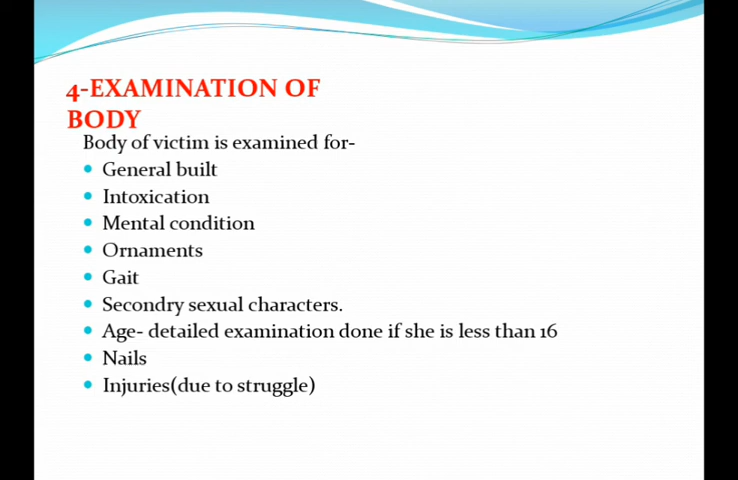 4-EXAMINATION OF
BODY
Body of victim is examined for-
• General built
• Intoxication
• Mental condition
• Ornaments
• Gait
• Secondry sexual characters.
• Age- detailed examination done if she is less than 16
• Nails
• Injuries(due to struggle)